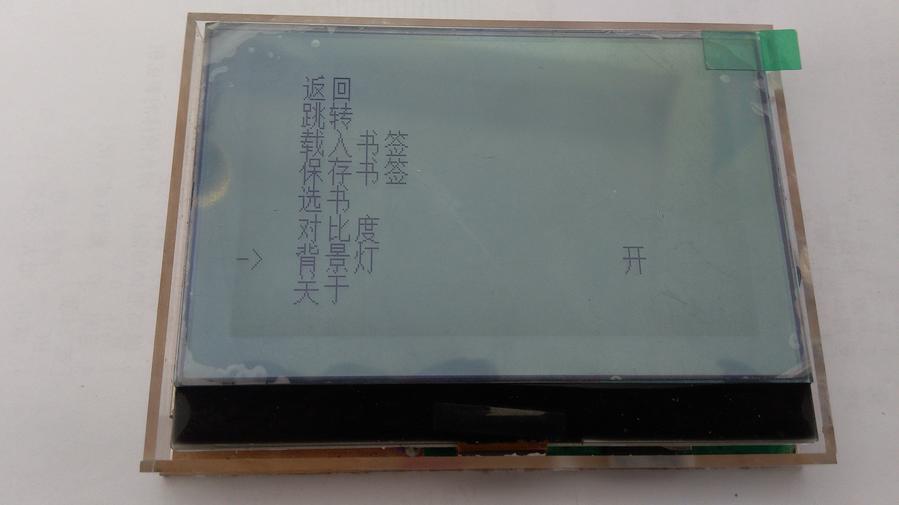 返回
跳转
载入书签
保存书签
选书
对比度
-> 背景灯 开
关于